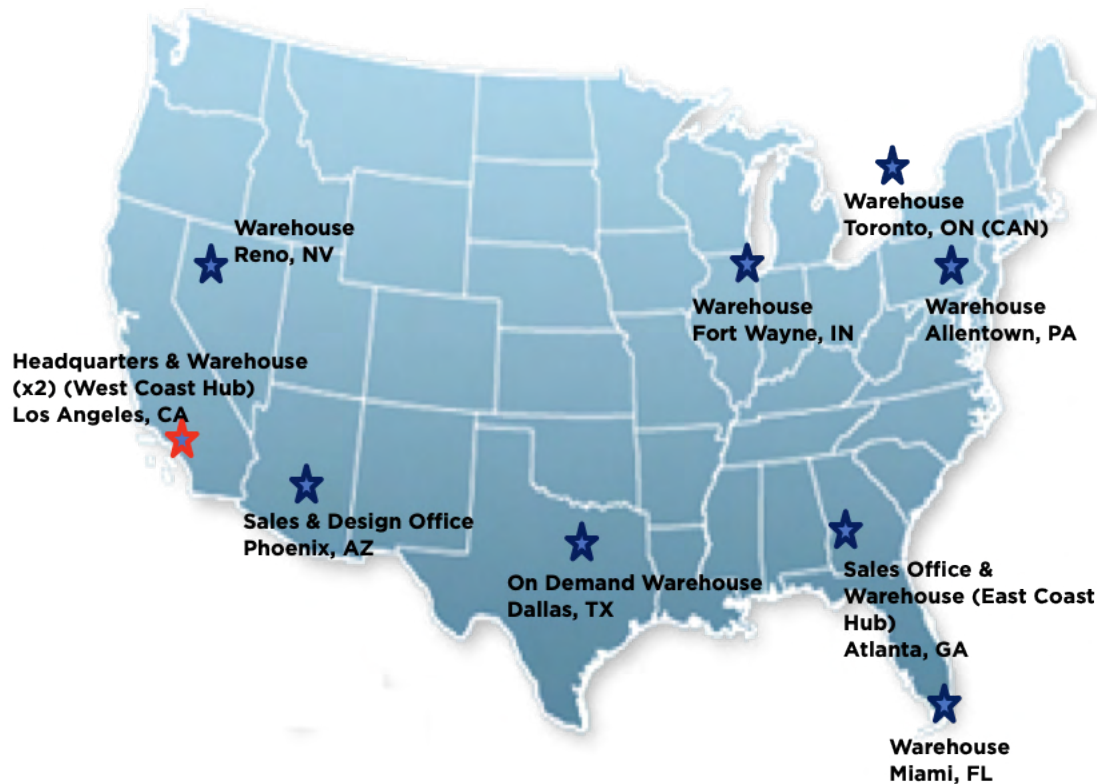 Warehouse
Toronto, ON (CAN)
Warehouse
Reno, NV
Warehouse
Fort Wayne, IN
Warehouse
Allentown, PA
Headquarters & Warehouse
(x2) (West Coast Hub)
Los Angeles, CA
Sales & Design Office
Phoenix, AZ
On Demand Warehouse
Dallas, TX
Sales Office &
Warehouse (East Coast
Hub)
Atlanta, GA
Warehouse
Miami, FL